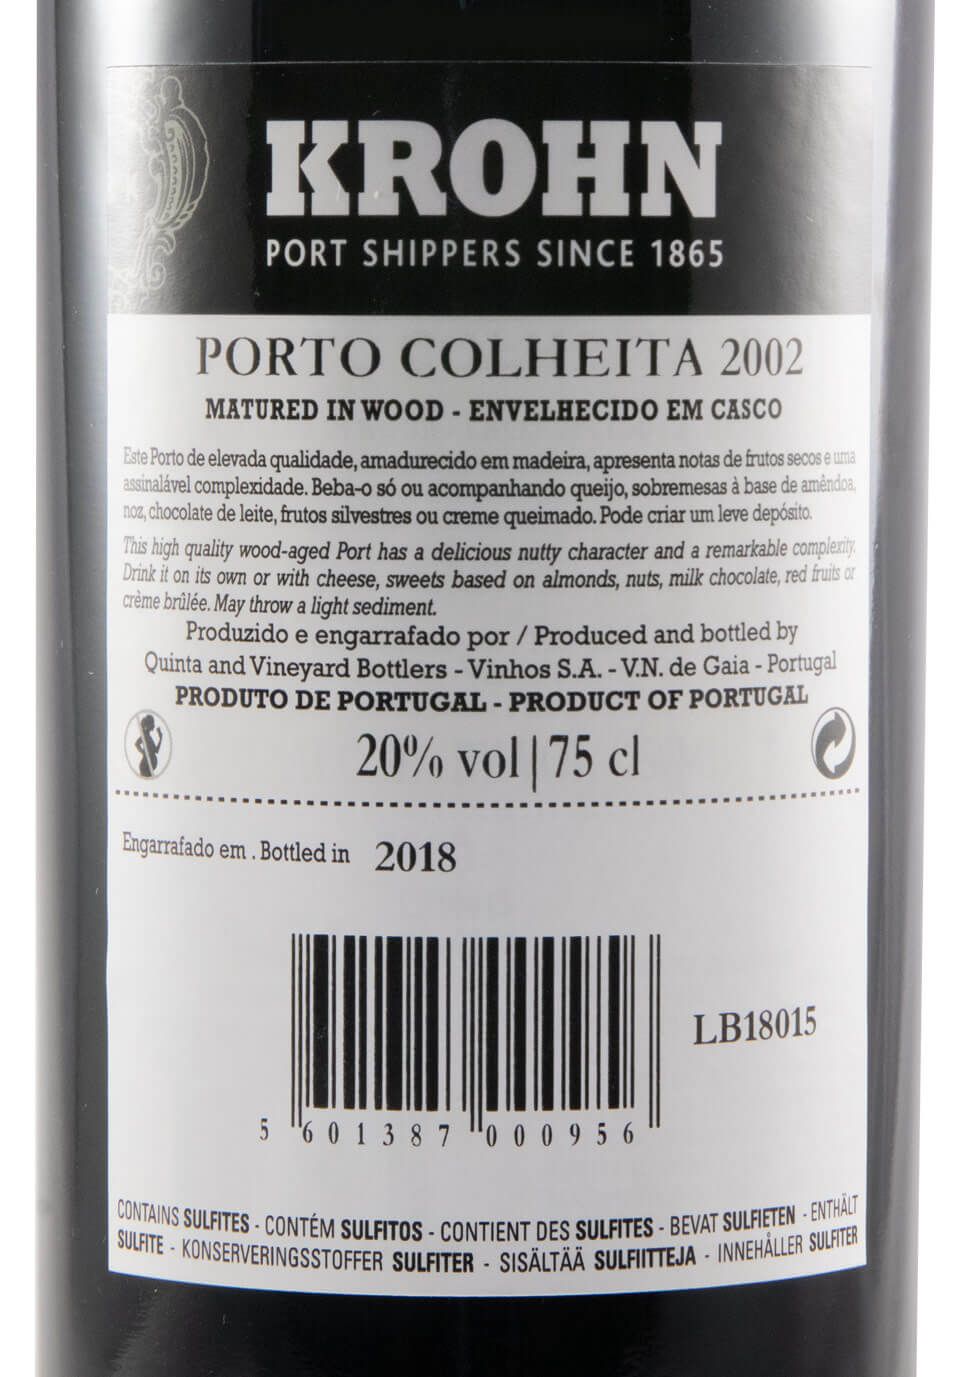 KROHN
PORT SHIPPERS SINCE 1865
PORTO COLHEITA 2002
MATURED IN WOOD - ENVELHECIDO EM CASCO
Este Porto de elevada qualidade, amadurecido em madeira, apresenta notas de frutos secos e uma
assinalável complexidade. Beba-o só ou acompanhando queijo, sobremesas à base de amêndoa,
noz, chocolate de leite, frutos silvestres ou creme queimado. Pode criar um leve depósito.
This high quality wood-aged Port has a delicious nutty character and a remarkable complexity.
Drink it on its own or with cheese, sweets based on almonds, nuts, milk chocolate, red fruits or
crème brûlée. May throw a light sediment.
Produzido e engarrafado por / Produced and bottled by
Quinta and Vineyard Bottlers - Vinhos S.A. - V.N. de Gaia - Portugal
PRODUTO DE PORTUGAL - PRODUCT OF PORTUGAL
20% vol | 75 cl
Engarrafado em . Bottled in 2018
LB18015
5 601387 000956
CONTAINS SULFITES - CONTÉM SULFITOS - CONTIENT DES SULFITES - BEVAT SULFIETEN - ENTHÄLT
SULFITE - KONSERVERINGSSTOFFER SULFITER - SISÄLTÄÄ SULFIITTEJA - INNEHÅLLER SULFITER